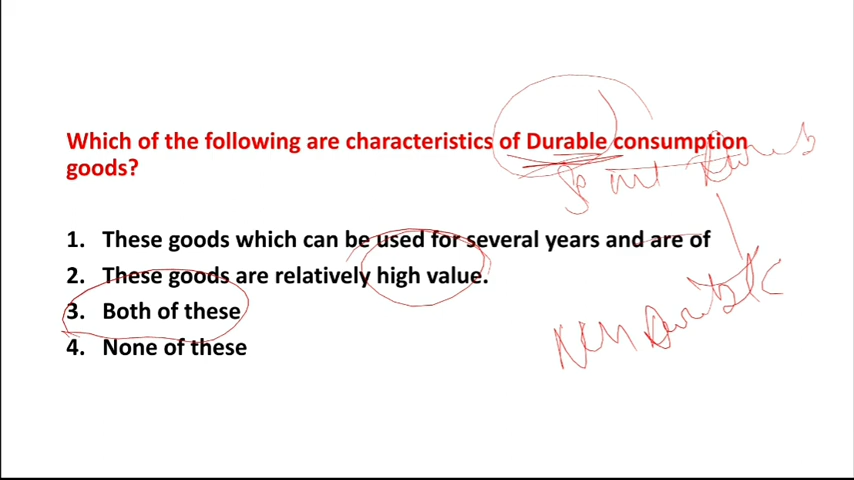 Which of the following are characteristics of Durable consumption
goods?
1. These goods which can be used for several years and are of
2. These goods are relatively high value.
3. Both of these
4. None of these